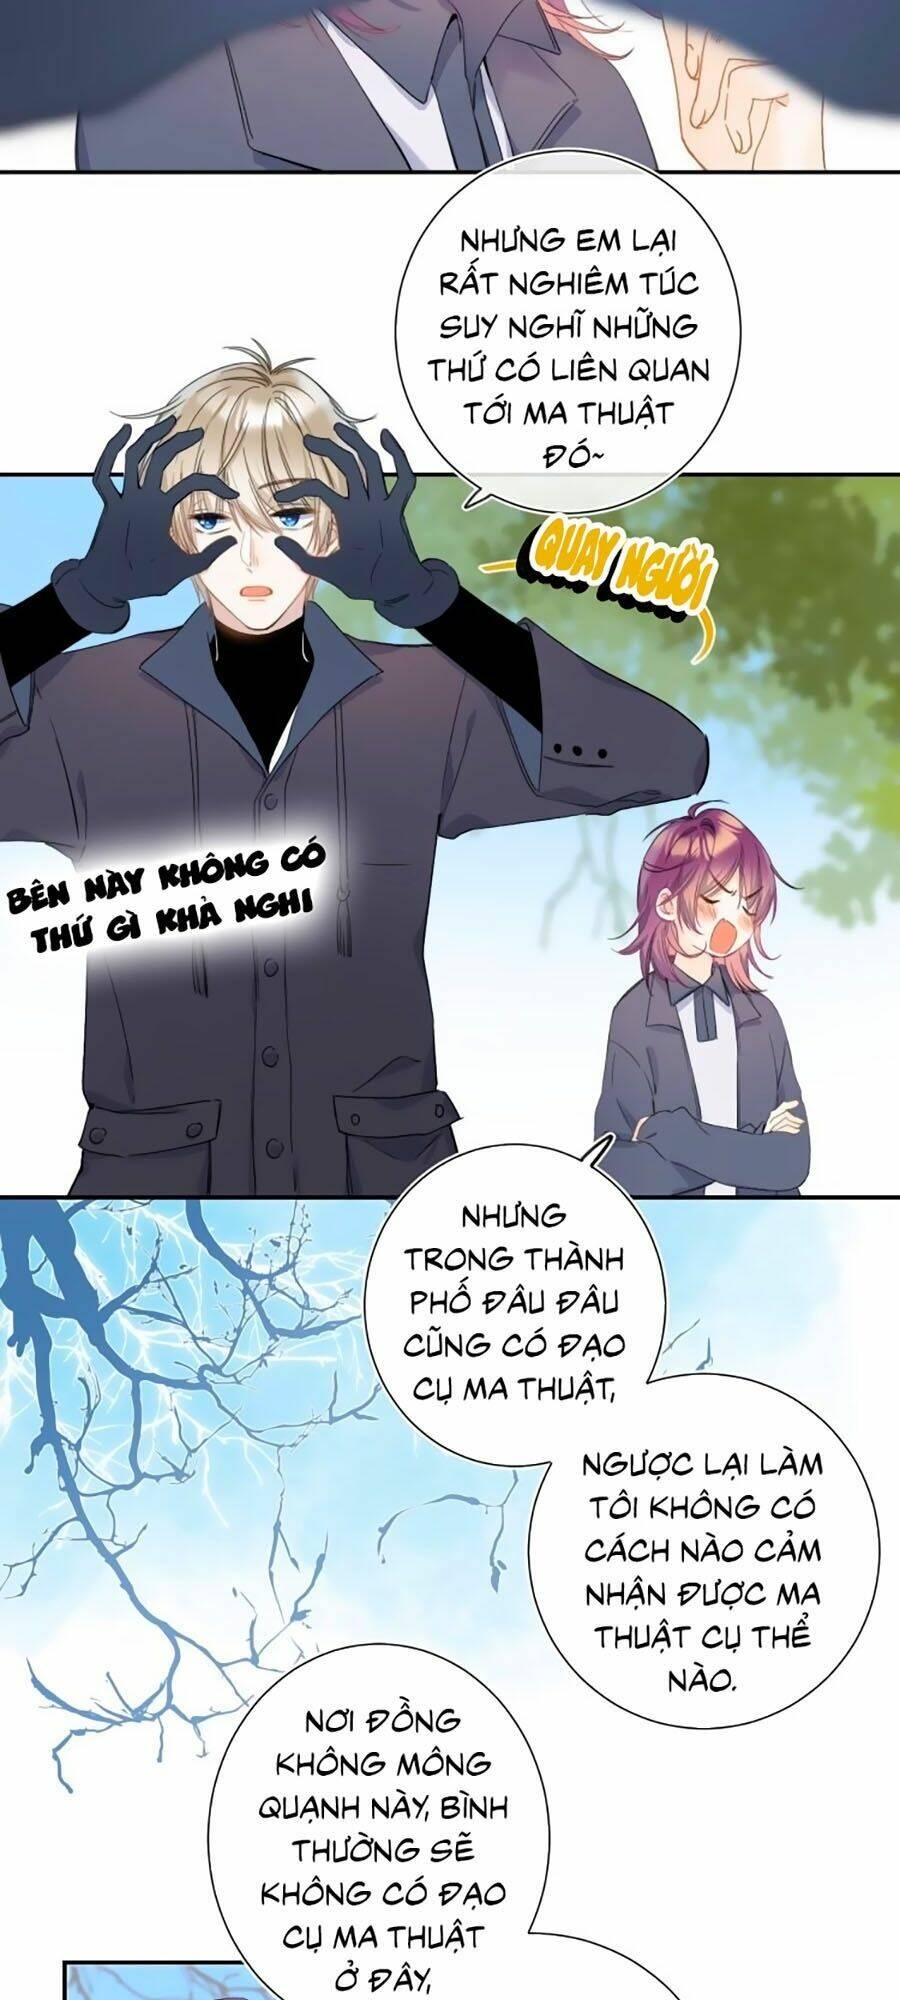 NHƯNG EM LẠI
RẤT NGHIÊM TÚC
SUY NGHĨ NHỮNG
THỨ CÓ LIÊN QUAN
TỚI MA THUẬT
ĐÓ~
QUAY NGƯỜI
BÊN NÀY KHÔNG CÓ
THỨ GÌ KHẢ NGHI
NHƯNG
TRONG THÀNH
PHỐ ĐÂU ĐÂU
CŨNG CÓ ĐẠO
CỤ MA THUẬT,
NGƯỢC LẠI LÀM
TÔI KHÔNG CÓ
CÁCH NÀO CẢM
NHẬN ĐƯỢC MA
THUẬT CỤ THỂ
NÀO.
NƠI ĐỒNG
KHÔNG MÔNG
QUẠNH NÀY, BÌNH
THƯỜNG SẼ
KHÔNG CÓ ĐẠO
CỤ MA THUẬT
Ở ĐÂY,